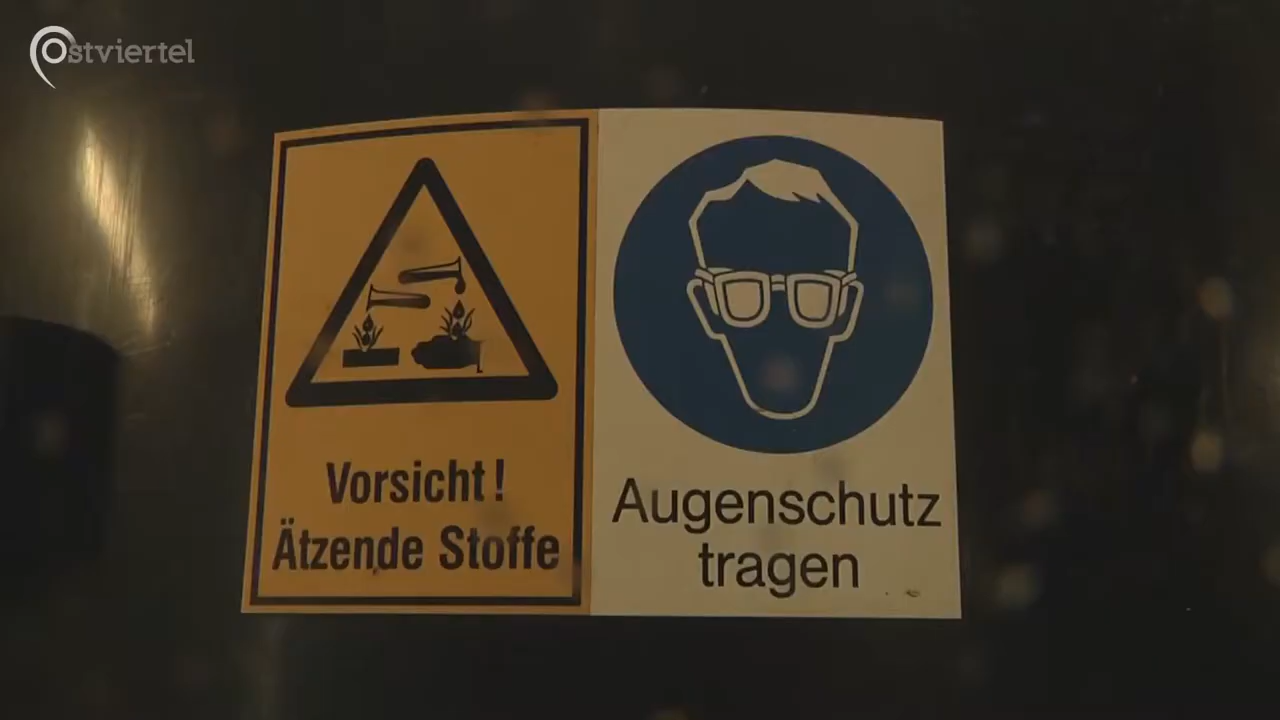 Ostviertel
Vorsicht!
Ätzende Stoffe
Augenschutz
tragen